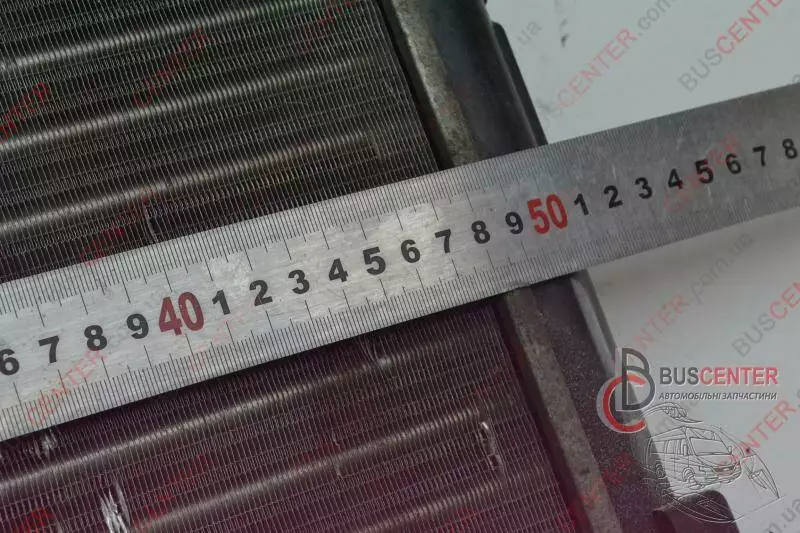 6 7 8 9 40 1 2 3 4 5 6 7 8 9 50 1 2 3 4 5 6 7 8
BUSCENTER
АВТОМОБІЛЬНІ ЗАПЧАСТИНИ